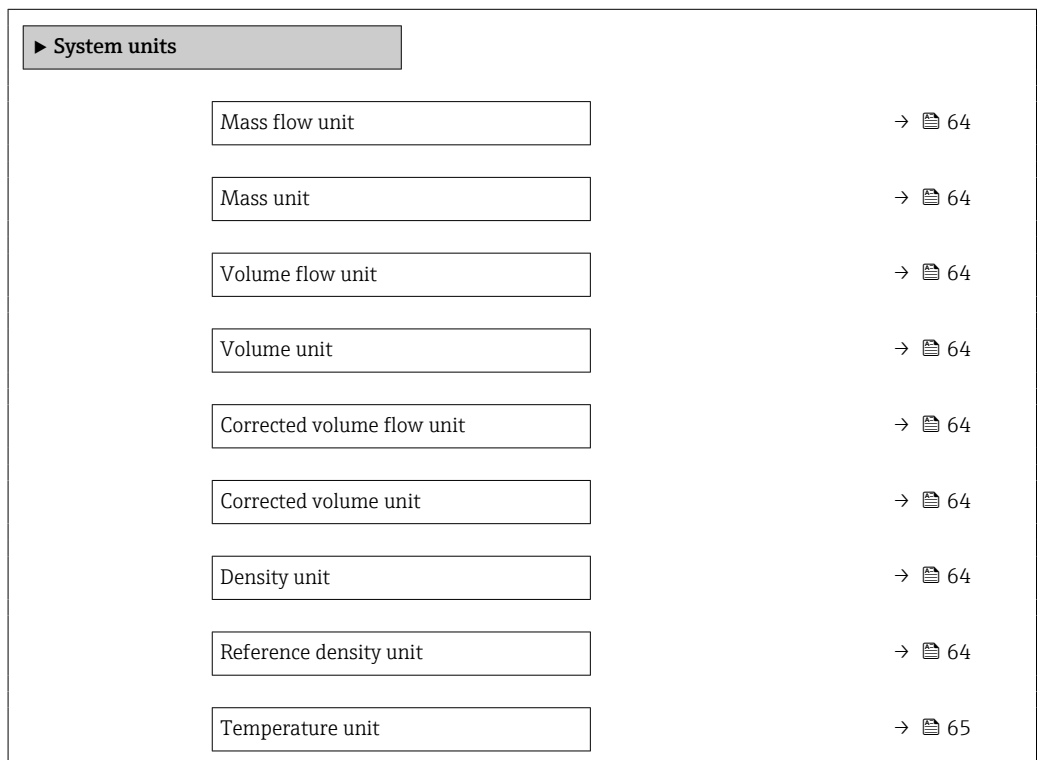 ▶ System units
Mass flow unit → 64
Mass unit → 64
Volume flow unit → 64
Volume unit → 64
Corrected volume flow unit → 64
Corrected volume unit → 64
Density unit → 64
Reference density unit → 64
Temperature unit → 65